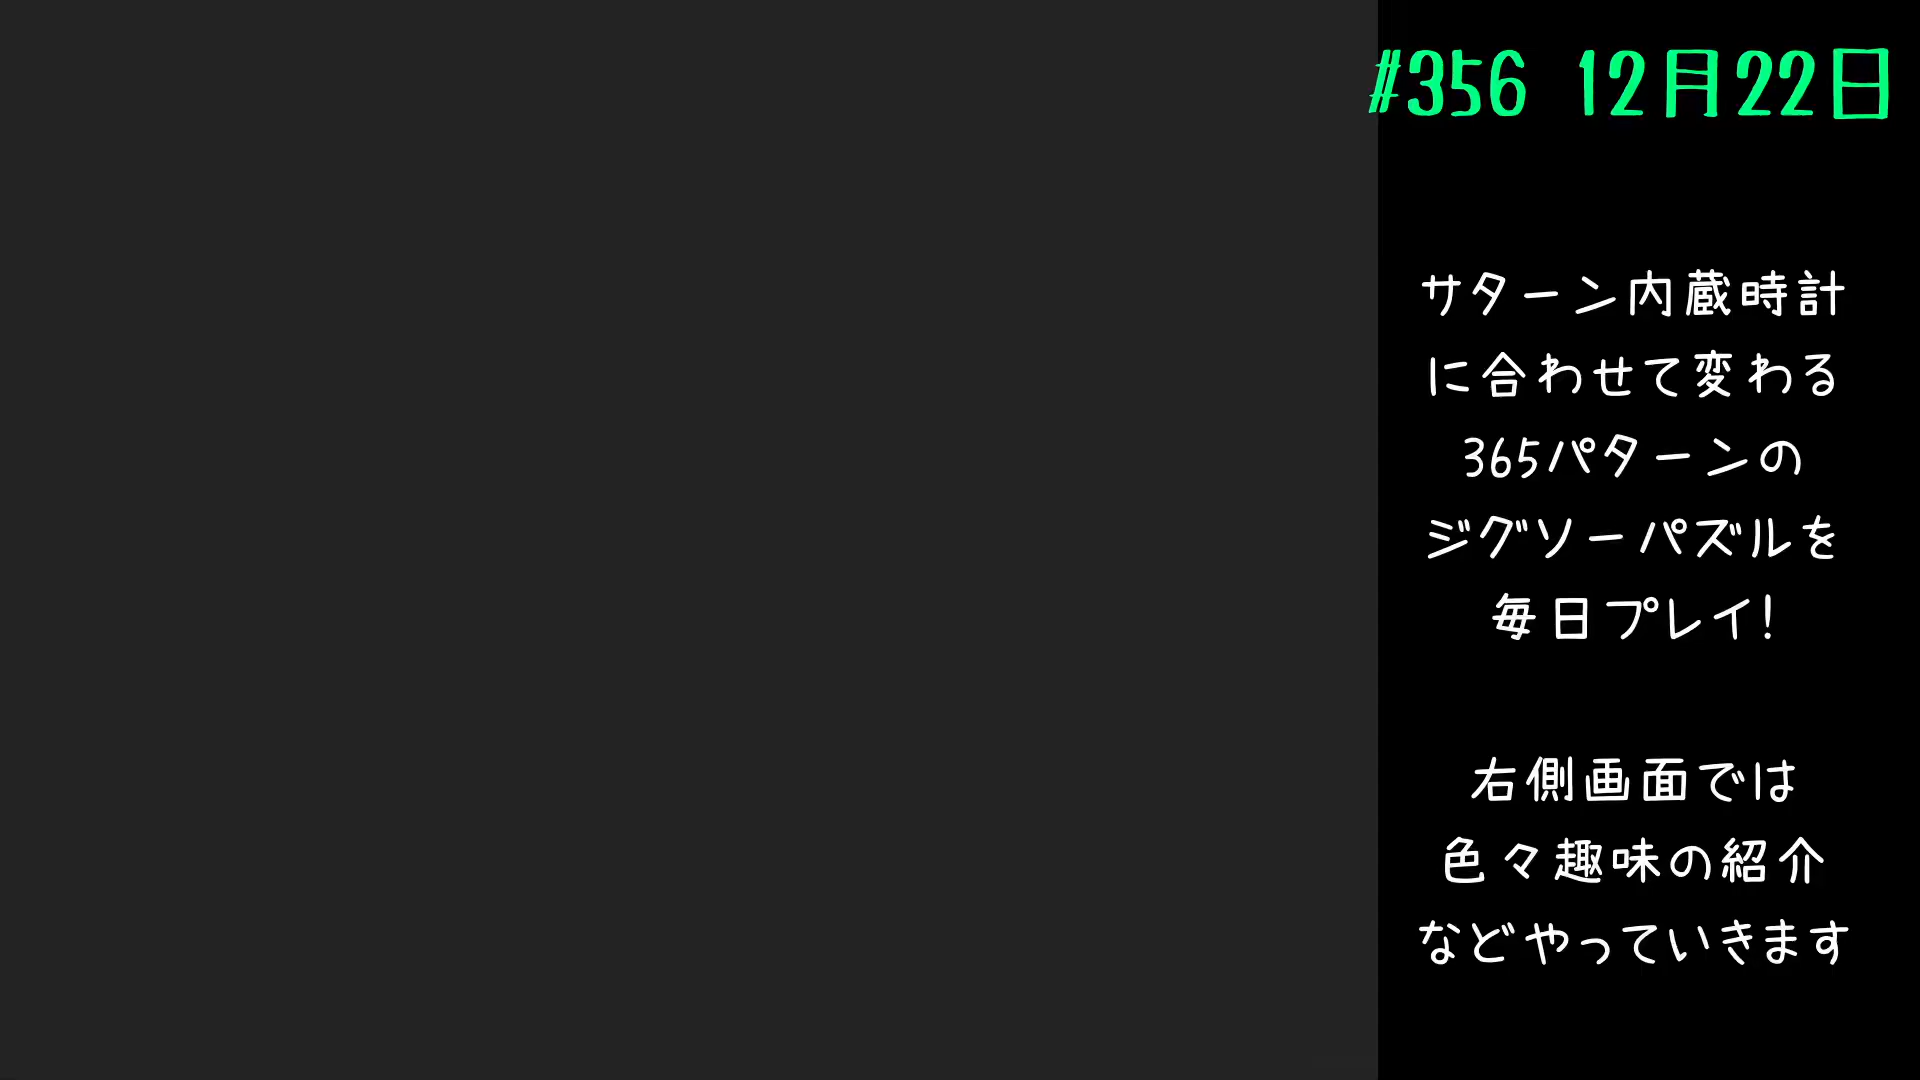 #356 12月22日
サターン内蔵時計
に合わせて変わる
365パターンの
ジグソーパズルを
毎日プレイ!
右側画面では
色々趣味の紹介
などやっていきます